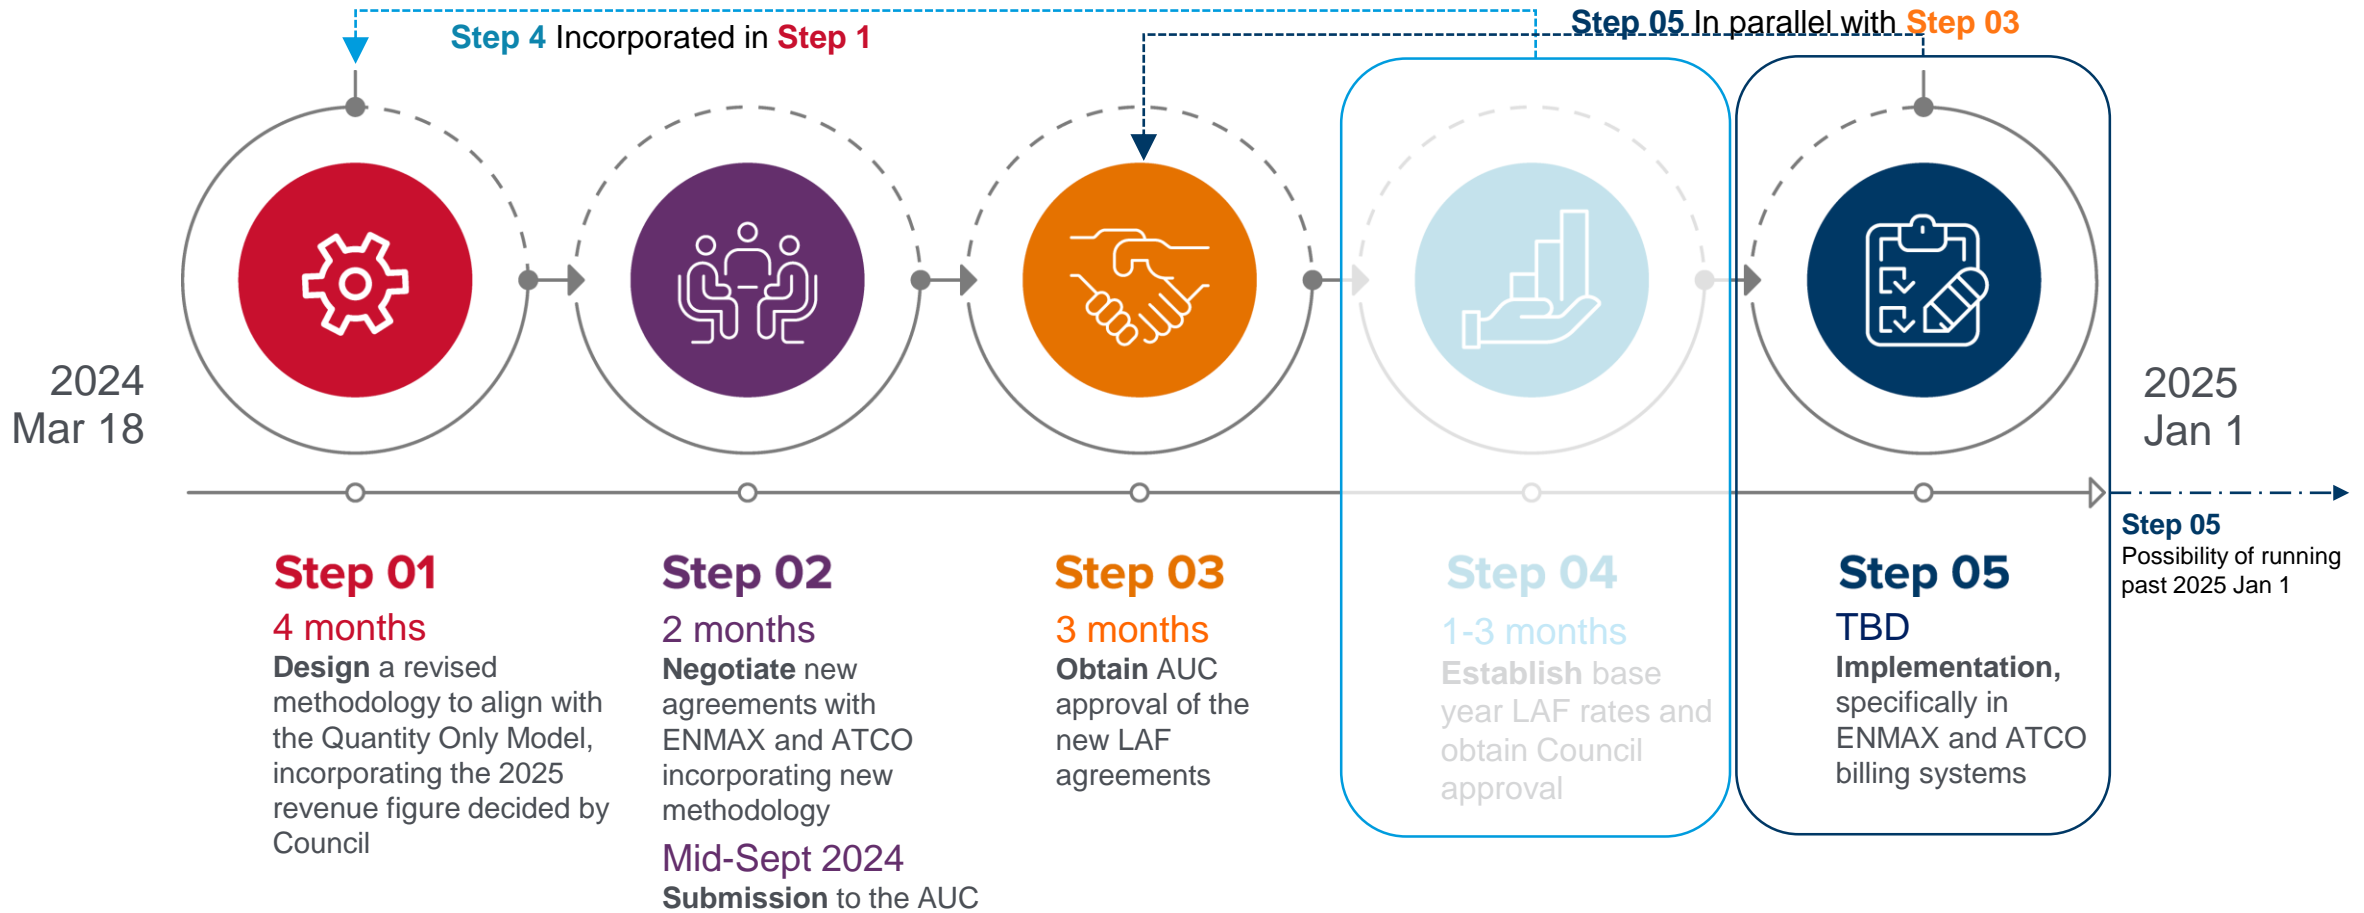 Step 4 Incorporated in Step 1
Step 05 In parallel with Step 03
2024
Mar 18
2025
Jan 1
Step 01
4 months
Design a revised
methodology to align with
the Quantity Only Model,
incorporating the 2025
revenue figure decided by
Council
Step 02
2 months
Negotiate new
agreements with
ENMAX and ATCO
incorporating new
methodology
Mid-Sept 2024
Submission to the AUC
Step 03
3 months
Obtain AUC
approval of the
new LAF
agreements
Step 04
1-3 months
Establish base
year LAF rates and
obtain Council
approval
Step 05
TBD
Implementation,
specifically in
ENMAX and ATCO
billing systems
Step 05
Possibility of running
past 2025 Jan 1